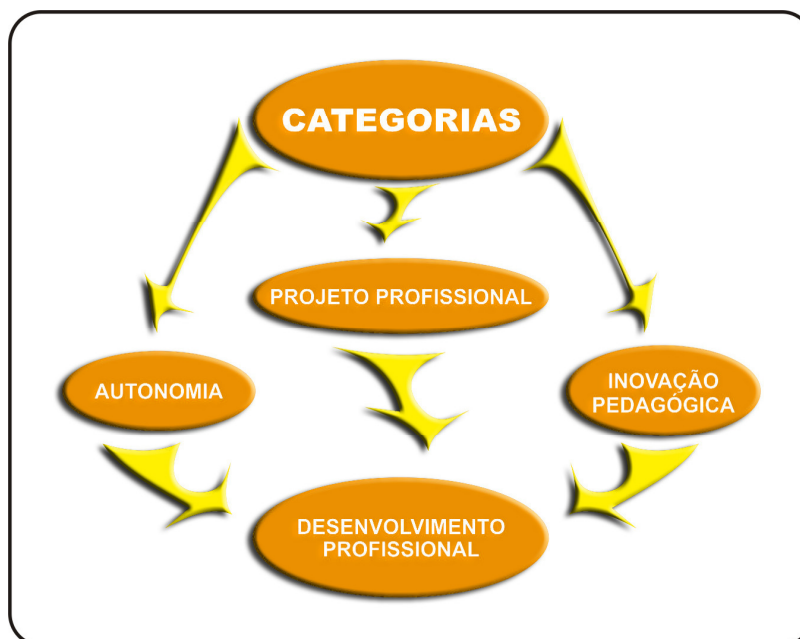 CATEGORIAS
PROJETO PROFISSIONAL
AUTONOMIA
INOVAÇÃO
PEDAGÓGICA
DESENVOLVIMENTO
PROFISSIONAL